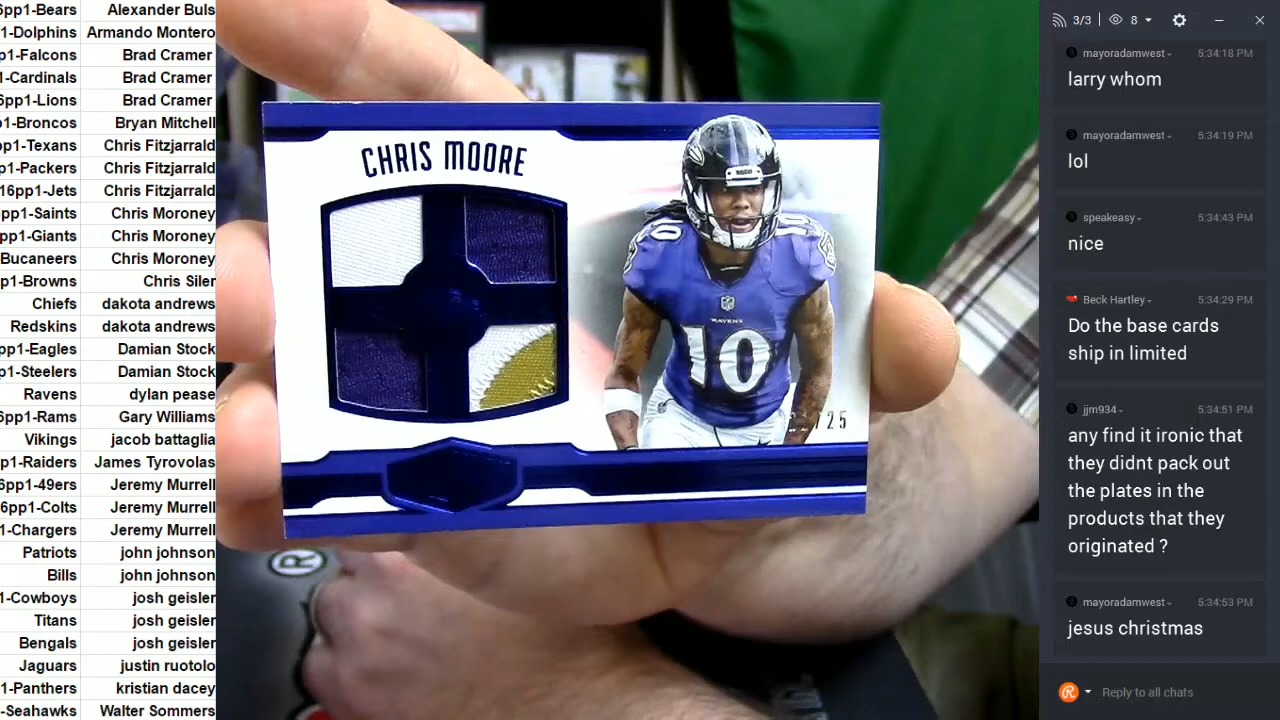 6pp1-Bears Alexander Buls
1-Dolphins Armando Montero
p1-Falcons Brad Cramer
1-Cardinals Brad Cramer
6pp1-Lions Brad Cramer
p1-Broncos Bryan Mitchell
p1-Texans Chris Fitzjarrald
p1-Packers Chris Fitzjarrald
16pp1-Jets Chris Fitzjarrald
pp1-Saints Chris Moroney
pp1-Giants Chris Moroney
Bucaneers Chris Moroney
p1-Browns Chris Siler
Chiefs dakota andrews
Redskins dakota andrews
pp1-Eagles Damian Stock
p1-Steelers Damian Stock
Ravens dylan pease
6pp1-Rams Gary Williams
Vikings jacob battaglia
p1-Raiders James Tyrovolas
6pp1-49ers Jeremy Murrell
6pp1-Colts Jeremy Murrell
1-Chargers Jeremy Murrell
Patriots john johnson
Bills john johnson
1-Cowboys josh geisler
Titans josh geisler
Bengals josh geisler
Jaguars justin ruotolo
1-Panthers kristian dacey
-Seahawks Walter Sommers
CHRIS MOORE
10
10
RIDDELL
NFL
RAVENS
10
/25
R
3/3 8
mayoradamwest 5:34:18 PM
larry whom
mayoradamwest 5:34:19 PM
lol
speakeasy 5:34:43 PM
nice
Beck Hartley 5:34:29 PM
Do the base cards
ship in limited
jjm934 5:34:51 PM
any find it ironic that
they didnt pack out
the plates in the
products that they
originated ?
mayoradamwest 5:34:53 PM
jesus christmas
Reply to all chats